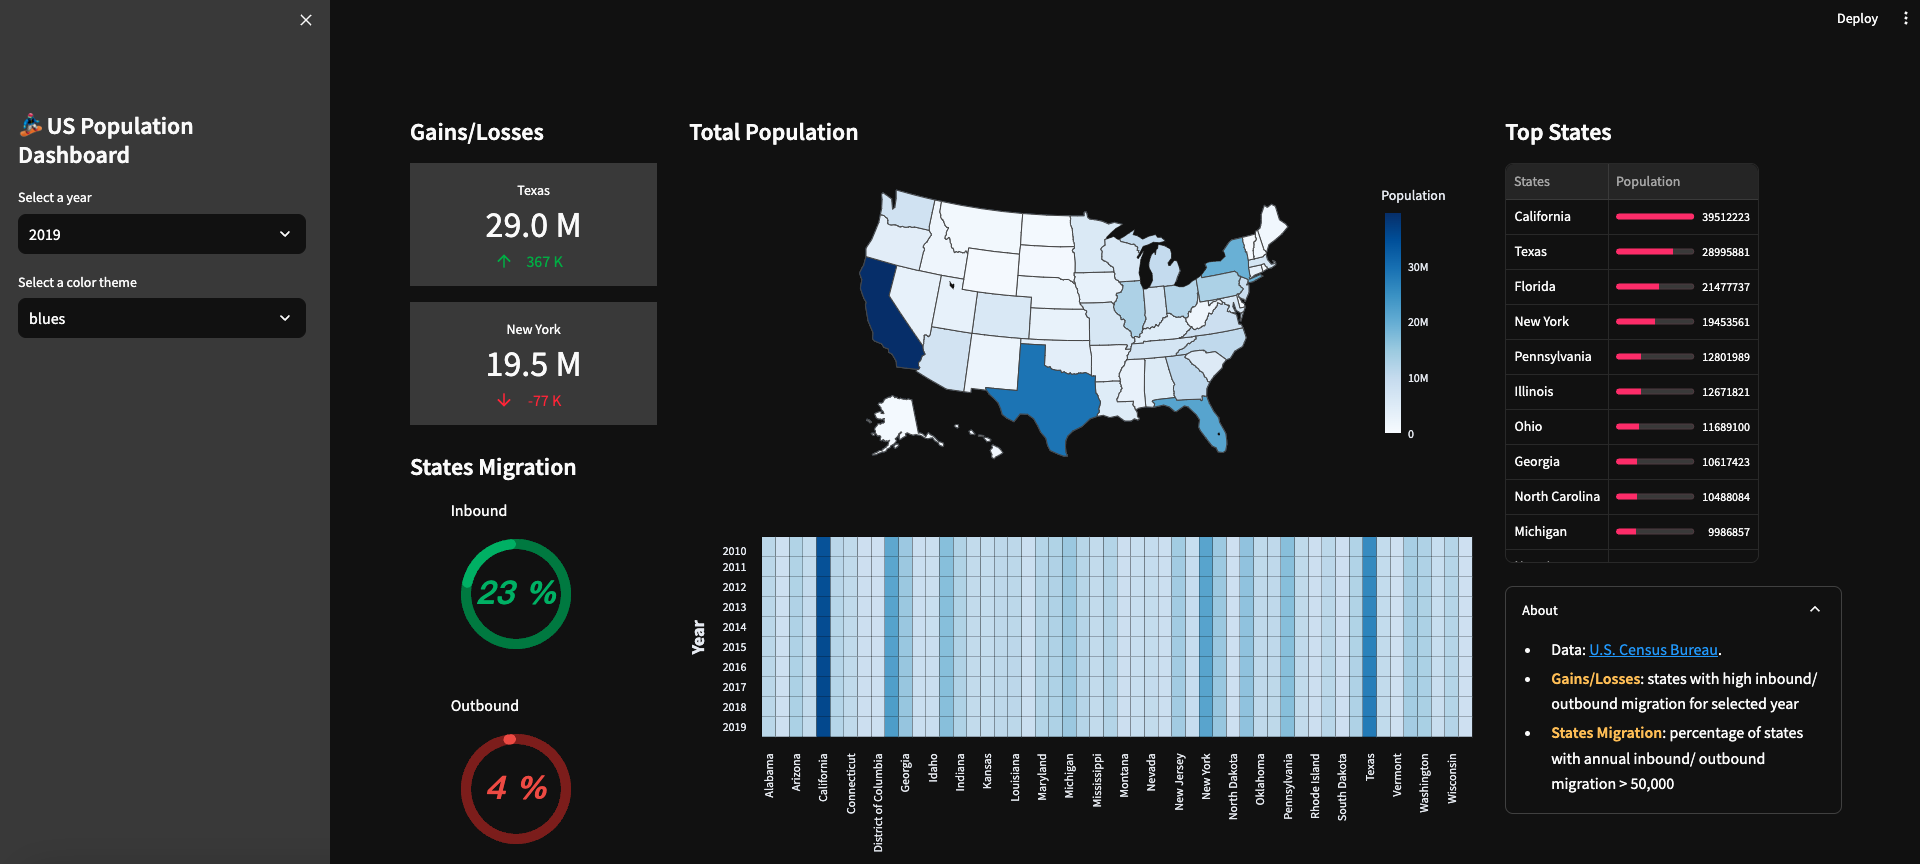 Deploy
US Population
Dashboard
Select a year
2019
Select a color theme
blues
Gains/Losses
Texas
29.0 M
367 K
New York
19.5 M
-77 K
States Migration
Inbound
23 %
Outbound
4 %
Total Population
Population
30M
20M
10M
0
Year
2010
2011
2012
2013
2014
2015
2016
2017
2018
2019
Alabama
Arizona
California
Connecticut
District of Columbia
Georgia
Idaho
Indiana
Kansas
Louisiana
Maryland
Michigan
Mississippi
Montana
Nevada
New Jersey
New York
North Dakota
Oklahoma
Pennsylvania
Rhode Island
South Dakota
Texas
Vermont
Washington
Wisconsin
Top States
States Population
California 39512223
Texas 28995881
Florida 21477737
New York 19453561
Pennsylvania 12801989
Illinois 12671821
Ohio 11689100
Georgia 10617423
North Carolina 10488084
Michigan 9986857
About
Data: U.S. Census Bureau.
Gains/Losses: states with high inbound/
outbound migration for selected year
States Migration: percentage of states
with annual inbound/ outbound
migration > 50,000